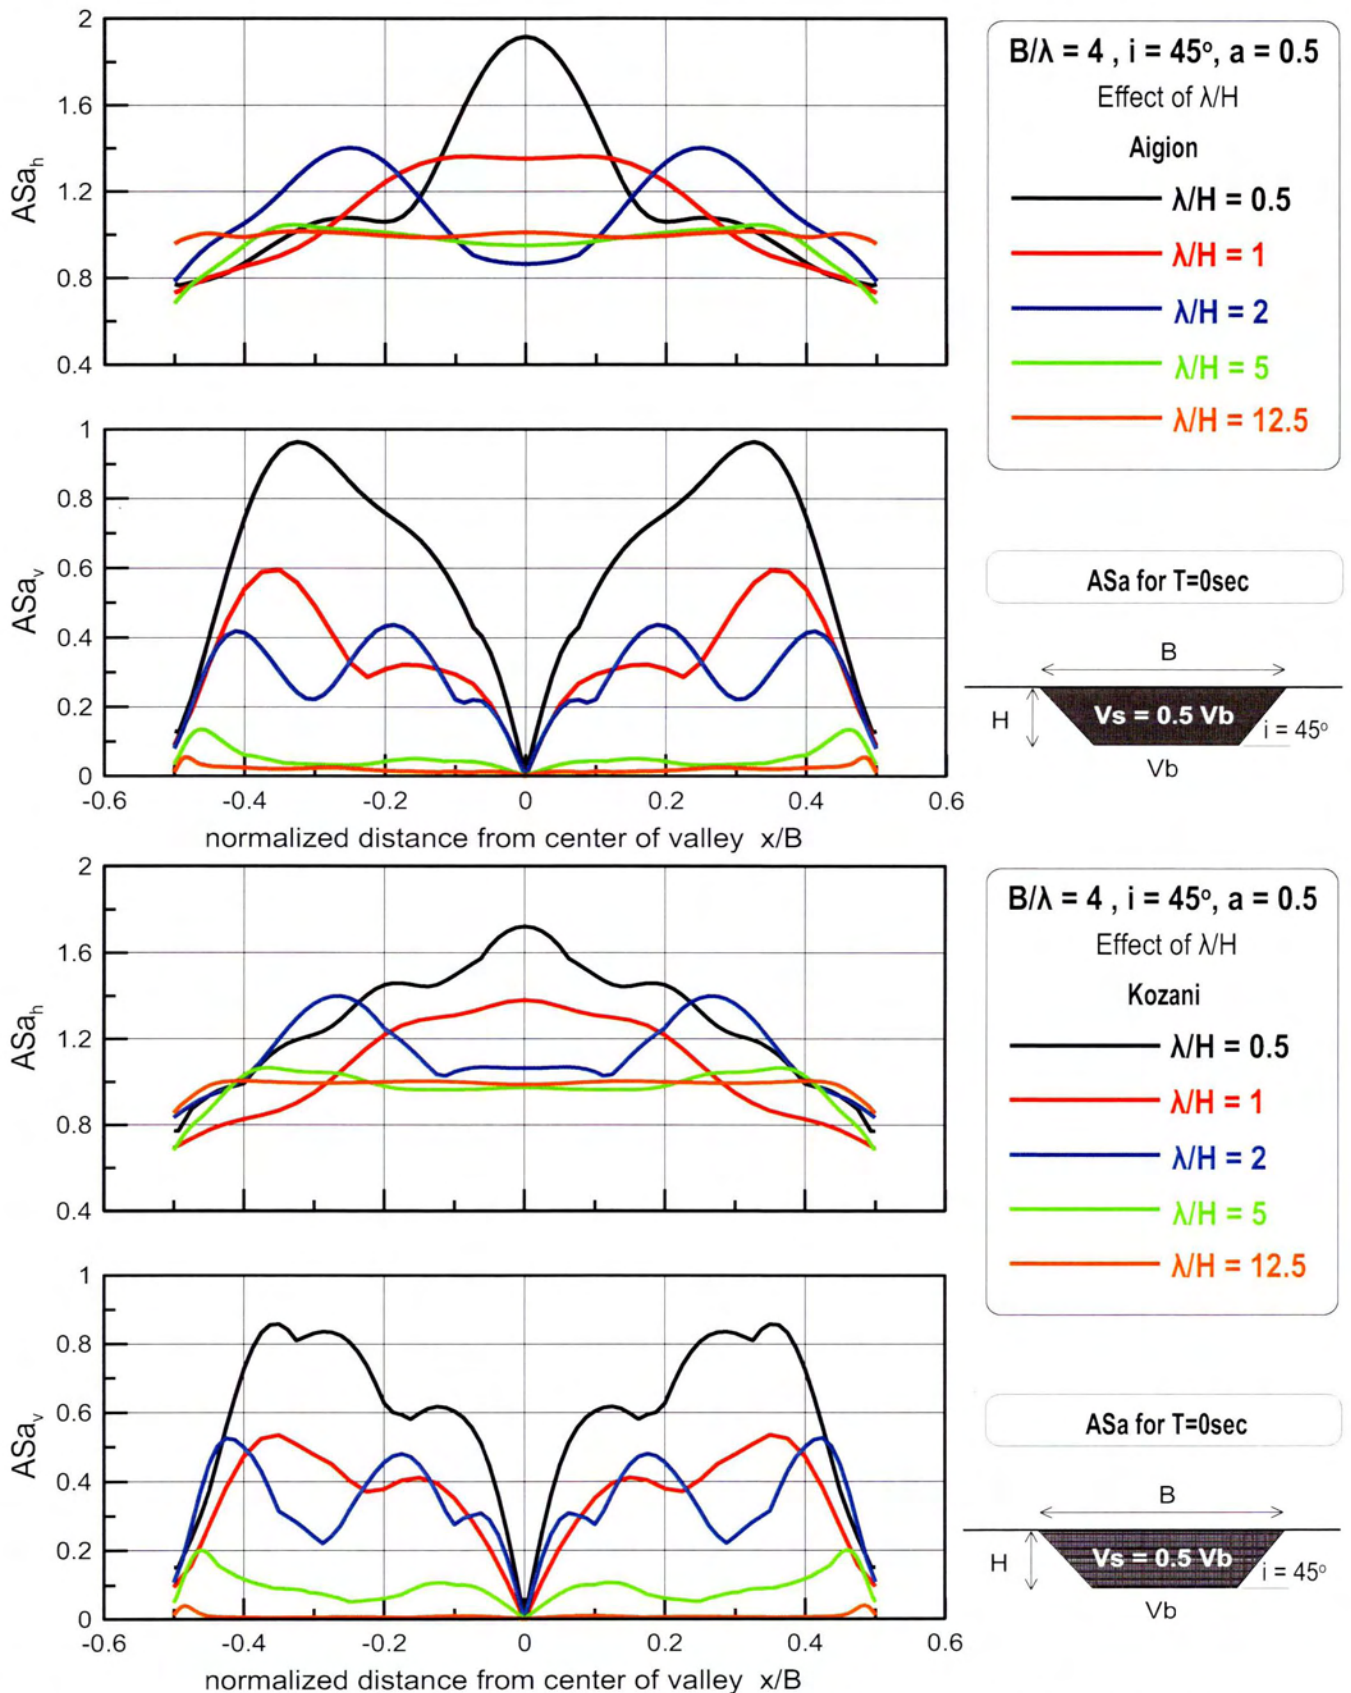 2
1.6
1.2
0.8
0.4
ASaₕ
B/λ = 4 , i = 45°, a = 0.5
Effect of λ/H
Aigion
λ/H = 0.5
λ/H = 1
λ/H = 2
λ/H = 5
λ/H = 12.5
1
0.8
0.6
0.4
0.2
0
ASaᵥ
-0.6
-0.4
-0.2
0
0.2
0.4
0.6
normalized distance from center of valley x/B
ASa for T=0sec
B
H
Vs = 0.5 Vb
i = 45°
Vb
2
1.6
1.2
0.8
0.4
ASaₕ
B/λ = 4 , i = 45°, a = 0.5
Effect of λ/H
Kozani
λ/H = 0.5
λ/H = 1
λ/H = 2
λ/H = 5
λ/H = 12.5
1
0.8
0.6
0.4
0.2
0
ASaᵥ
-0.6
-0.4
-0.2
0
0.2
0.4
0.6
normalized distance from center of valley x/B
ASa for T=0sec
B
H
Vs = 0.5 Vb
i = 45°
Vb